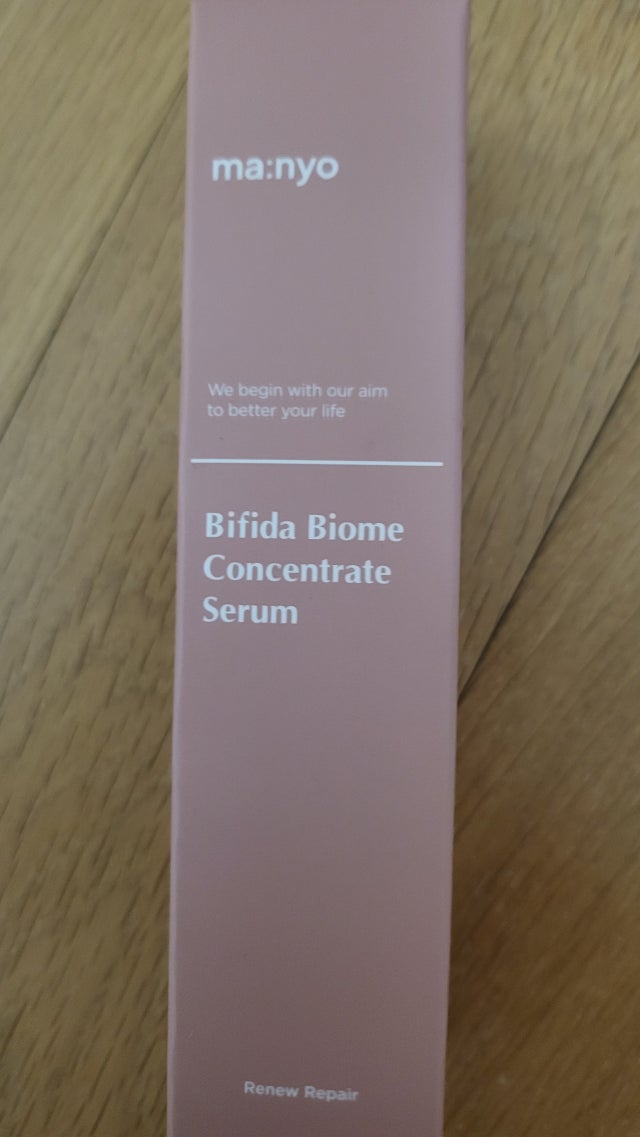 ma:nyo
We begin with our aim
to better your life
Bifida Biome
Concentrate
Serum
Renew Repair